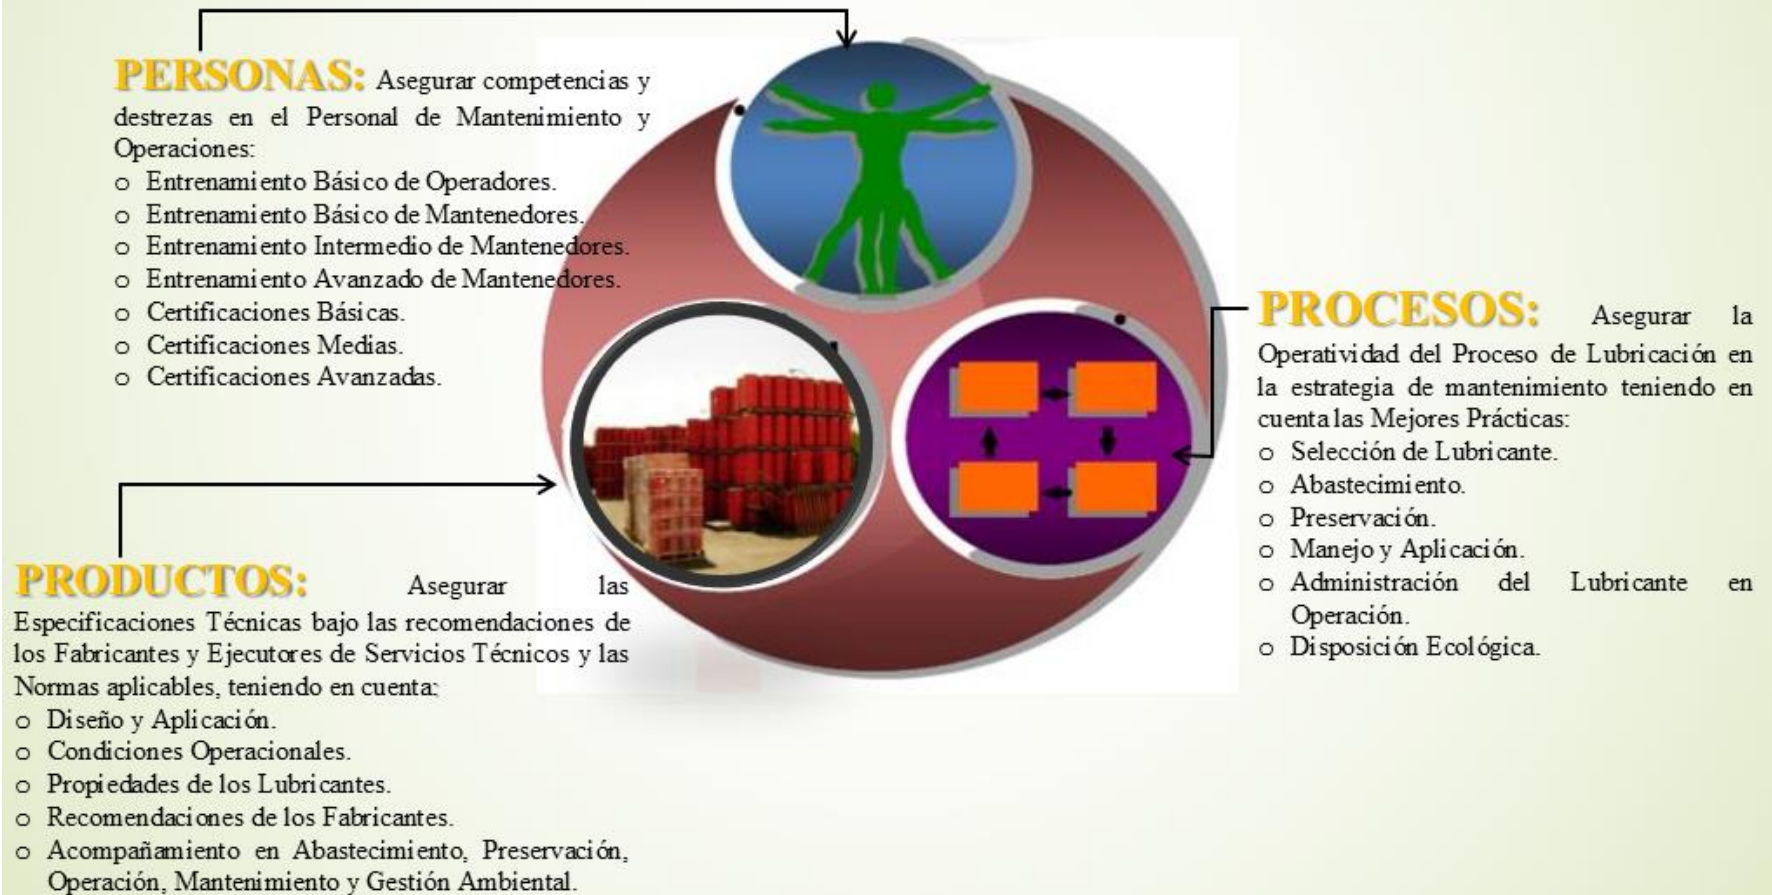 PERSONAS: Asegurar competencias y
destrezas en el Personal de Mantenimiento y
Operaciones:
o Entrenamiento Básico de Operadores.
o Entrenamiento Básico de Mantenedores.
o Entrenamiento Intermedio de Mantenedores.
o Entrenamiento Avanzado de Mantenedores.
o Certificaciones Básicas.
o Certificaciones Medias.
o Certificaciones Avanzadas.
PROCESOS: Asegurar la
Operatividad del Proceso de Lubricación en
la estrategia de mantenimiento teniendo en
cuenta las Mejores Prácticas:
o Selección de Lubricante.
o Abastecimiento.
o Preservación.
o Manejo y Aplicación.
o Administración del Lubricante en
Operación.
o Disposición Ecológica.
PRODUCTOS: Asegurar las
Especificaciones Técnicas bajo las recomendaciones de
los Fabricantes y Ejecutores de Servicios Técnicos y las
Normas aplicables, teniendo en cuenta:
o Diseño y Aplicación.
o Condiciones Operacionales.
o Propiedades de los Lubricantes.
o Recomendaciones de los Fabricantes.
o Acompañamiento en Abastecimiento, Preservación,
Operación, Mantenimiento y Gestión Ambiental.